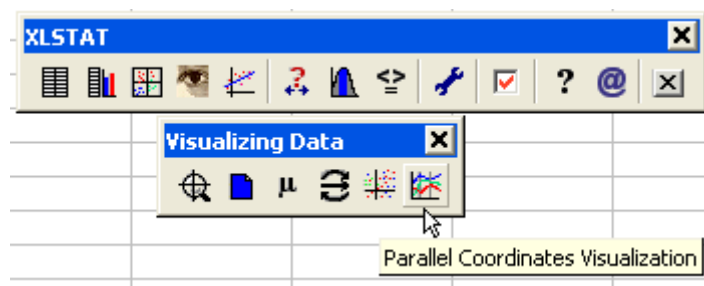 XLSTAT
?
<=>
?
@
Visualizing Data
μ
Parallel Coordinates Visualization